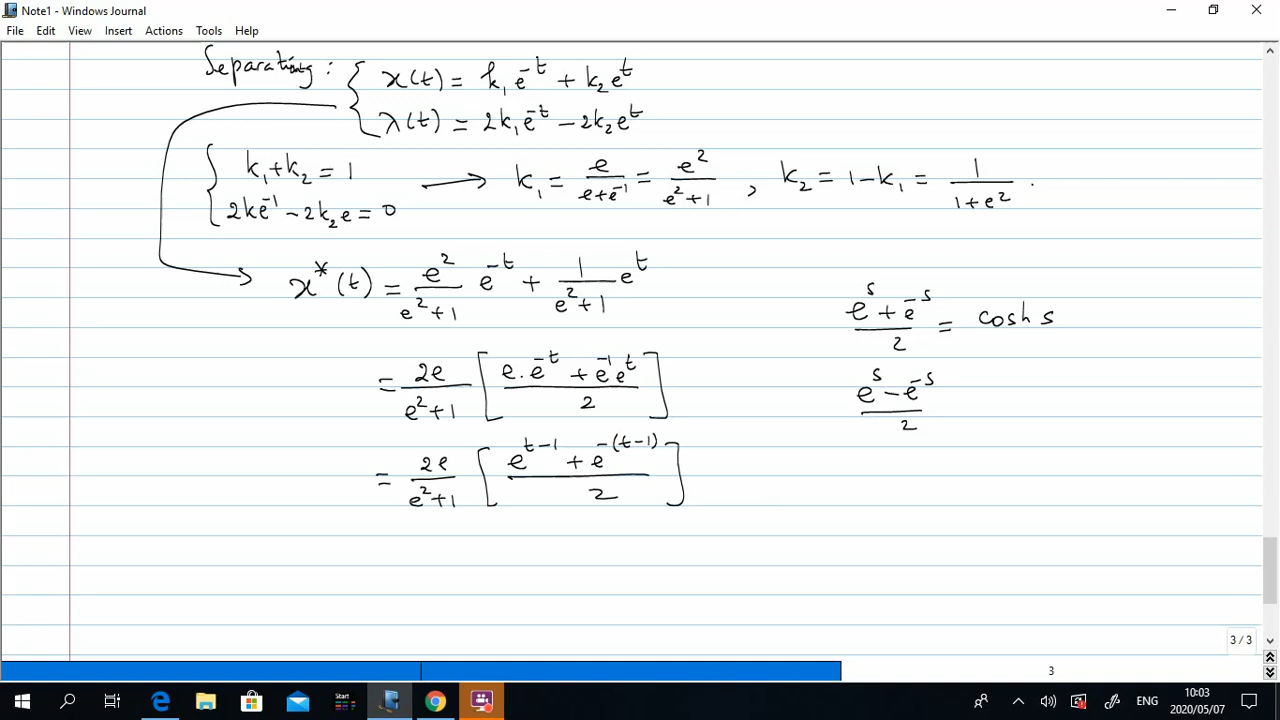 Note1 - Windows Journal
File Edit View Insert Actions Tools Help
Separating : { x(t) = k₁e⁻ᵗ + k₂eᵗ
λ(t) = 2k₁e⁻ᵗ - 2k₂eᵗ
{ k₁+k₂ = 1 → k₁ = e/(e+e⁻¹) = e²/(e²+1) , k₂ = 1-k₁ = 1/(1+e²) .
2ke⁻¹ - 2k₂e = 0
→ x*(t) = e²/(e²+1) e⁻ᵗ + 1/(e²+1) eᵗ
(eˢ + e⁻ˢ)/2 = cosh s
= 2e/(e²+1) [ (e.e⁻ᵗ + e⁻¹eᵗ)/2 ]
(eˢ - e⁻ˢ)/2
= 2e/(e²+1) [ (eᵗ⁻¹ + e⁻⁽ᵗ⁻¹⁾)/2 ]
3 / 3
3
Start
ENG
10:03
2020/05/07